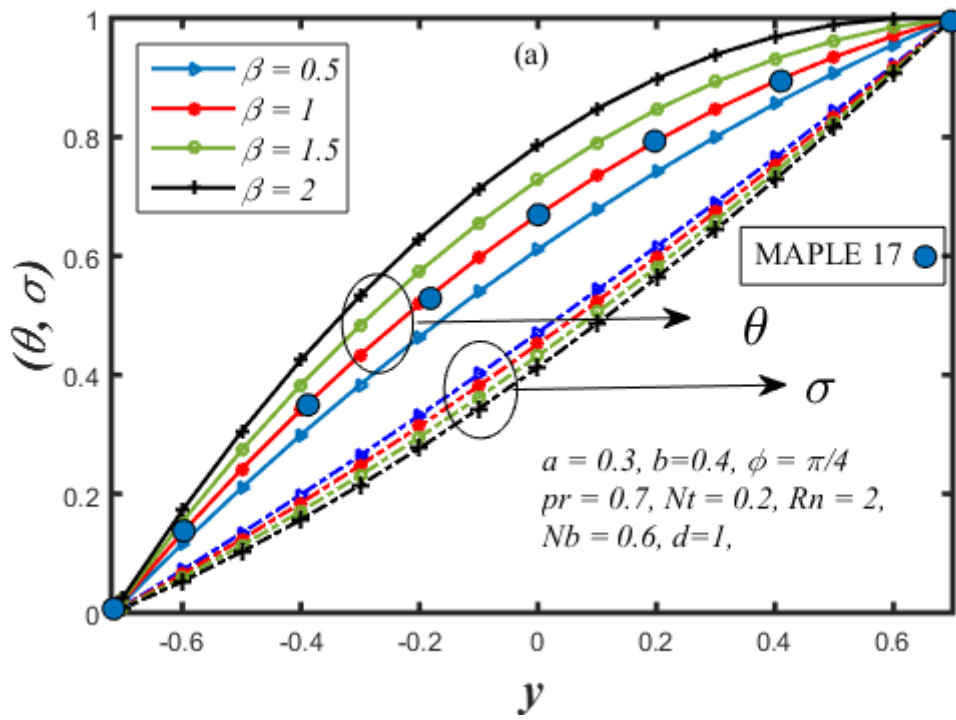 (a)
β = 0.5
β = 1
β = 1.5
β = 2
MAPLE 17
θ
σ
a = 0.3, b=0.4, ϕ = π/4
pr = 0.7, Nt = 0.2, Rn = 2,
Nb = 0.6, d=1,
(θ, σ)
1
0.8
0.6
0.4
0.2
0
-0.6 -0.4 -0.2 0 0.2 0.4 0.6
y